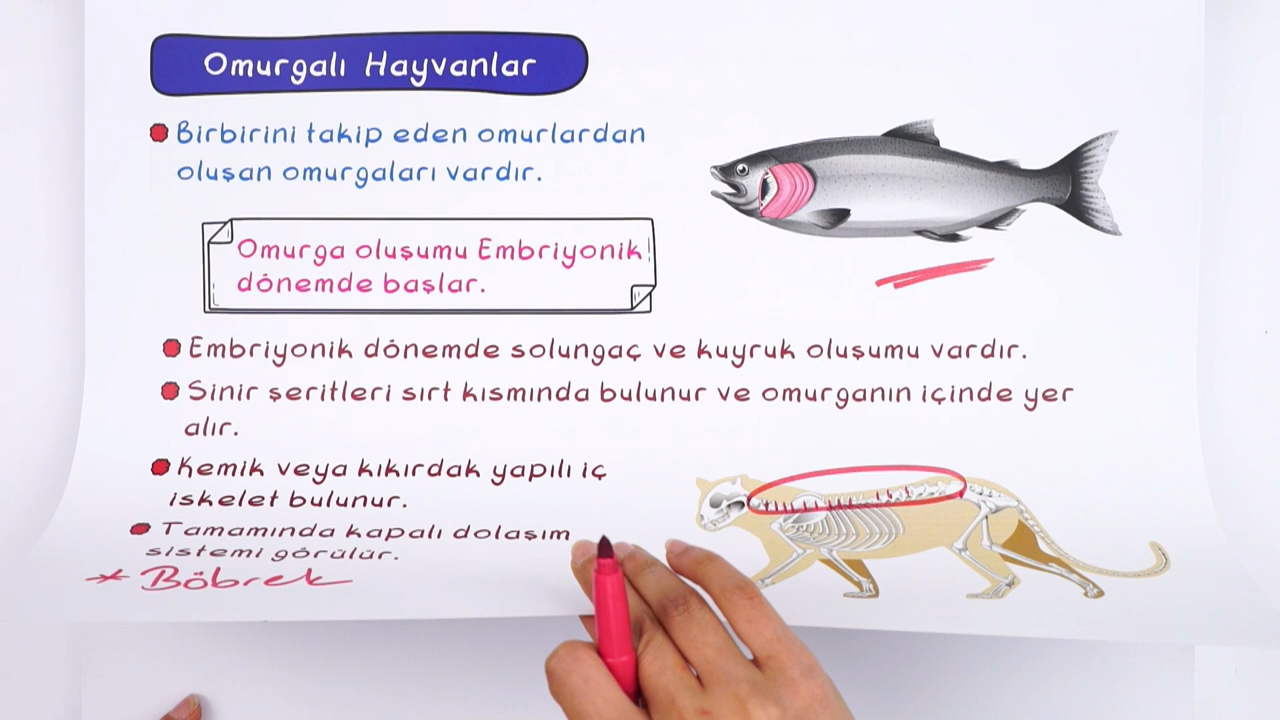 Omurgalı Hayvanlar
Birbirini takip eden omurlardan
oluşan omurgaları vardır.
Omurga oluşumu Embriyonik
dönemde başlar.
Embriyonik dönemde solungaç ve kuyruk oluşumu vardır.
Sinir şeritleri sırt kısmında bulunur ve omurganın içinde yer
alır.
Kemik veya kıkırdak yapılı iç
iskelet bulunur.
Tamamında kapalı dolaşım
sistemi görülür.
* Böbrek